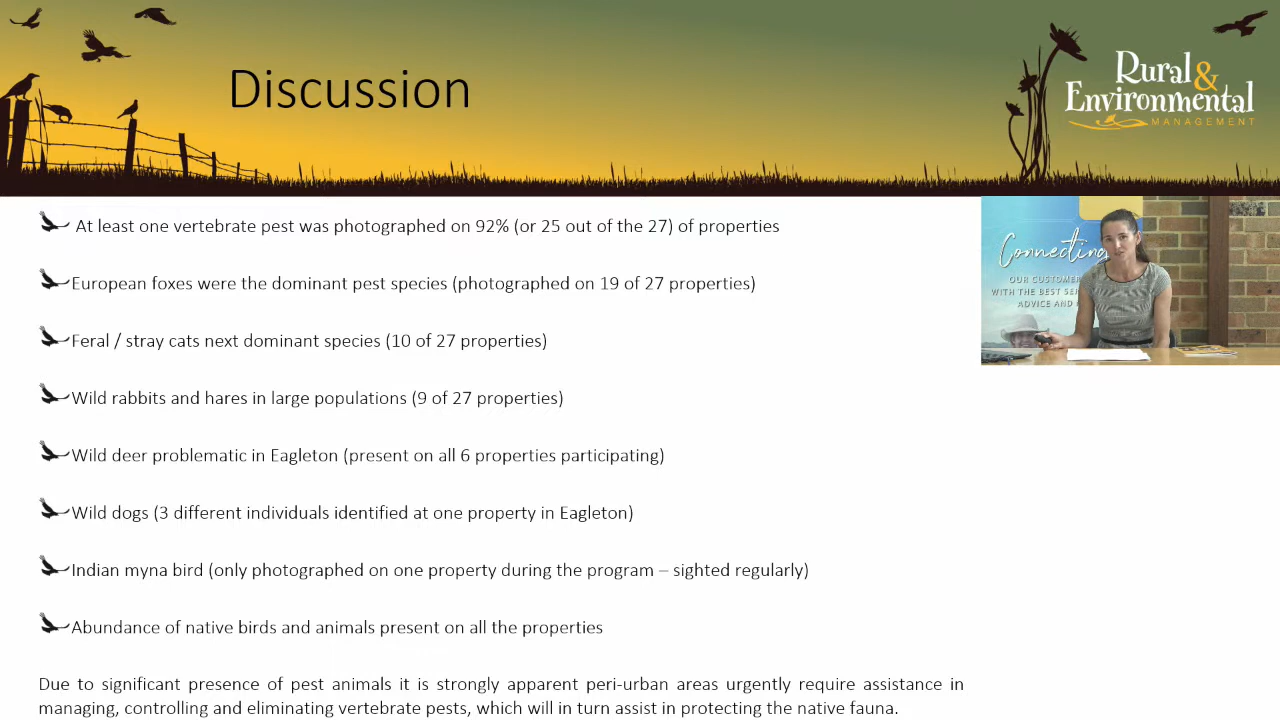 Discussion
Rural &
Environmental
MANAGEMENT
At least one vertebrate pest was photographed on 92% (or 25 out of the 27) of properties
European foxes were the dominant pest species (photographed on 19 of 27 properties)
Feral / stray cats next dominant species (10 of 27 properties)
Wild rabbits and hares in large populations (9 of 27 properties)
Wild deer problematic in Eagleton (present on all 6 properties participating)
Wild dogs (3 different individuals identified at one property in Eagleton)
Indian myna bird (only photographed on one property during the program – sighted regularly)
Abundance of native birds and animals present on all the properties
Due to significant presence of pest animals it is strongly apparent peri-urban areas urgently require assistance in
managing, controlling and eliminating vertebrate pests, which will in turn assist in protecting the native fauna.
Connecting
OUR CUSTOMER
WITH THE BEST
ADVICE AND